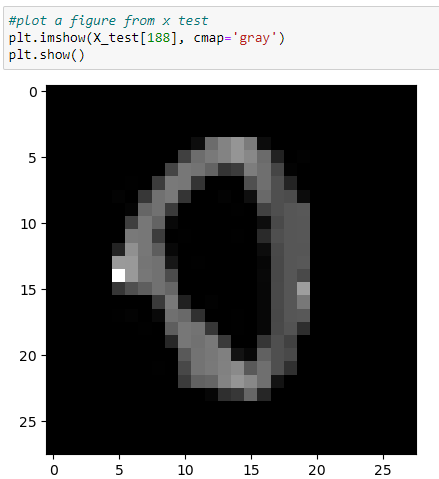 #plot a figure from x test
plt.imshow(X_test[188], cmap='gray')
plt.show()
0
5
10
15
20
25
0 5 10 15 20 25